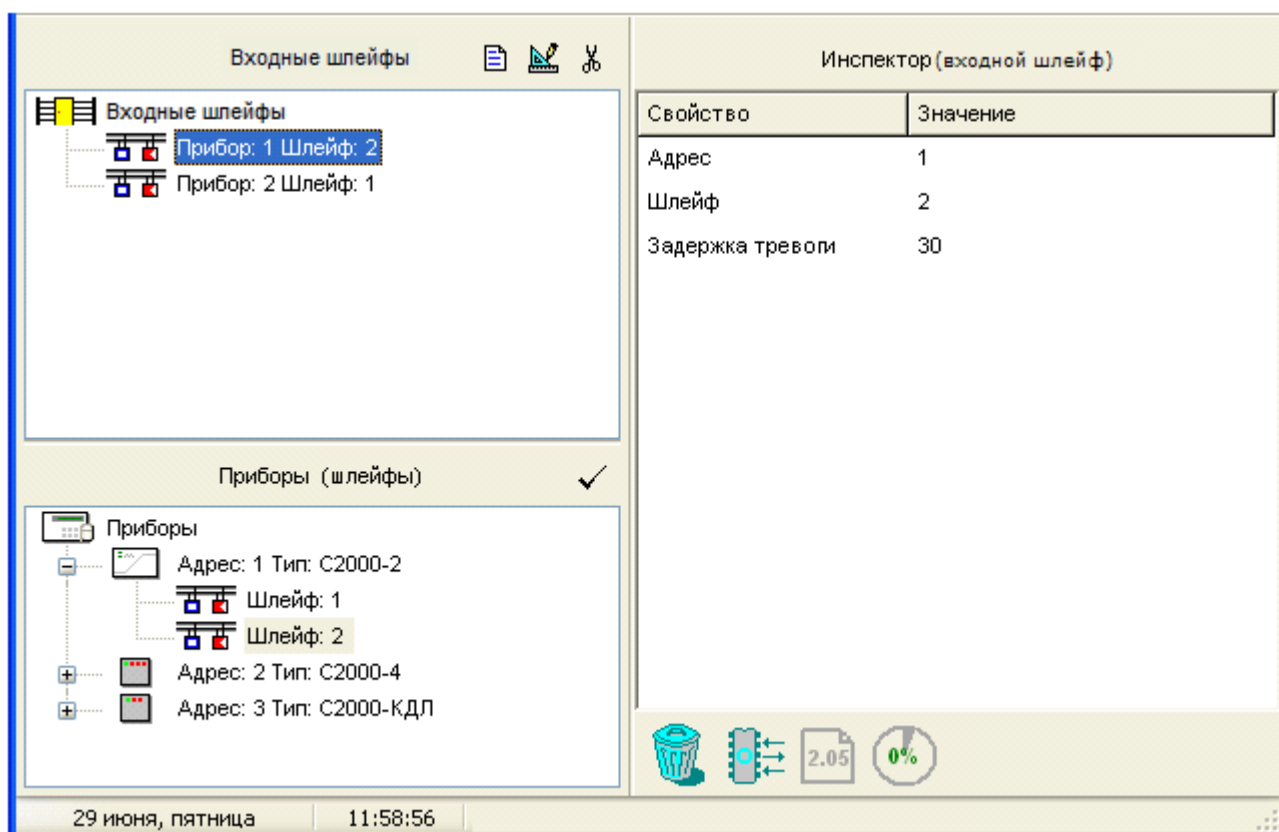 Входные шлейфы
Входные шлейфы
Прибор: 1 Шлейф: 2
Прибор: 2 Шлейф: 1
Приборы (шлейфы)
Приборы
Адрес: 1 Тип: С2000-2
Шлейф: 1
Шлейф: 2
Адрес: 2 Тип: С2000-4
Адрес: 3 Тип: С2000-КДЛ
Инспектор (входной шлейф)
Свойство Значение
Адрес 1
Шлейф 2
Задержка тревоги 30
2.05 0%
29 июня, пятница 11:58:56